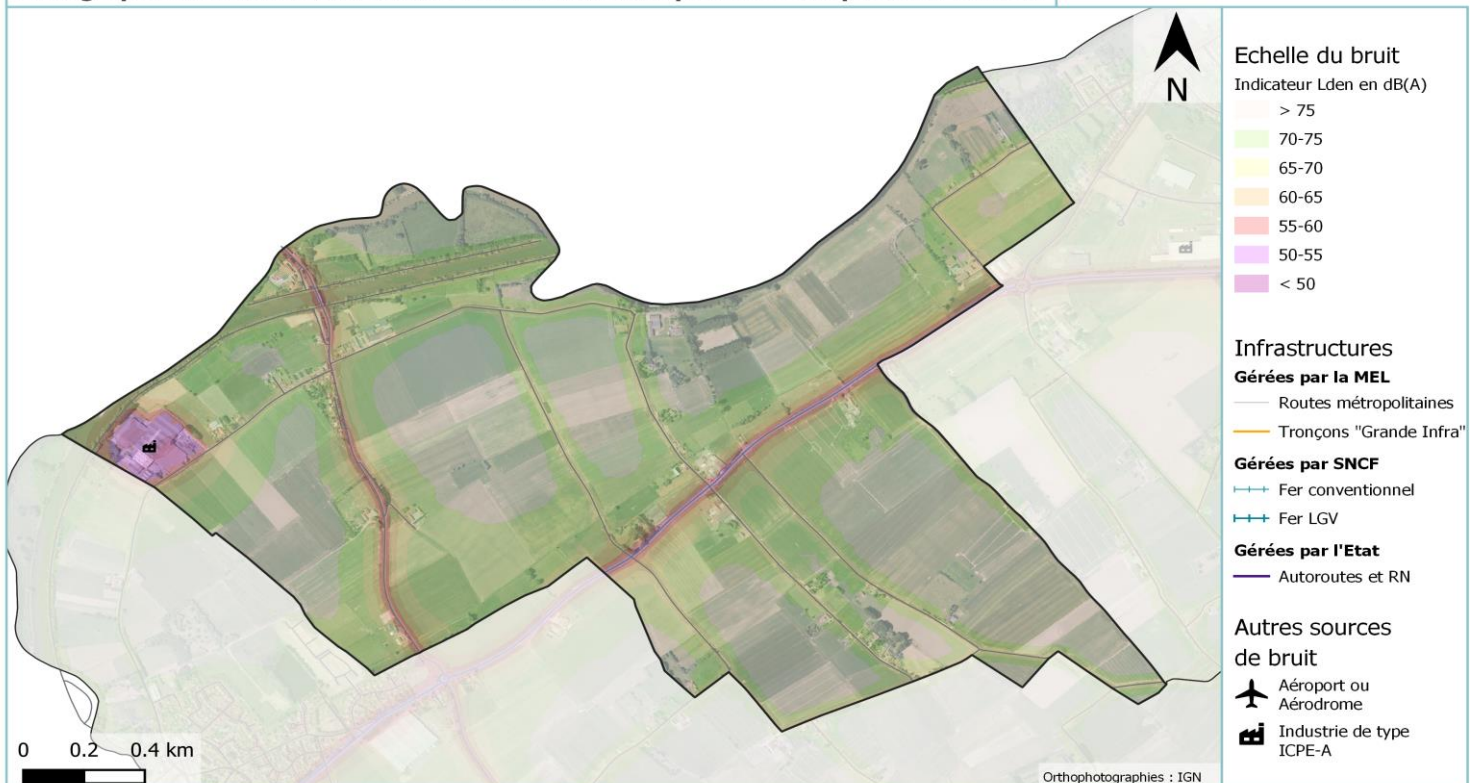 N
Echelle du bruit
Indicateur Lden en dB(A)
> 75
70-75
65-70
60-65
55-60
50-55
< 50
Infrastructures
Gérées par la MEL
Routes métropolitaines
Tronçons "Grande Infra"
Gérées par SNCF
Fer conventionnel
Fer LGV
Gérées par l'Etat
Autoroutes et RN
Autres sources
de bruit
Aéroport ou
Aérodrome
Industrie de type
ICPE-A
0 0.2 0.4 km
Orthophotographies : IGN